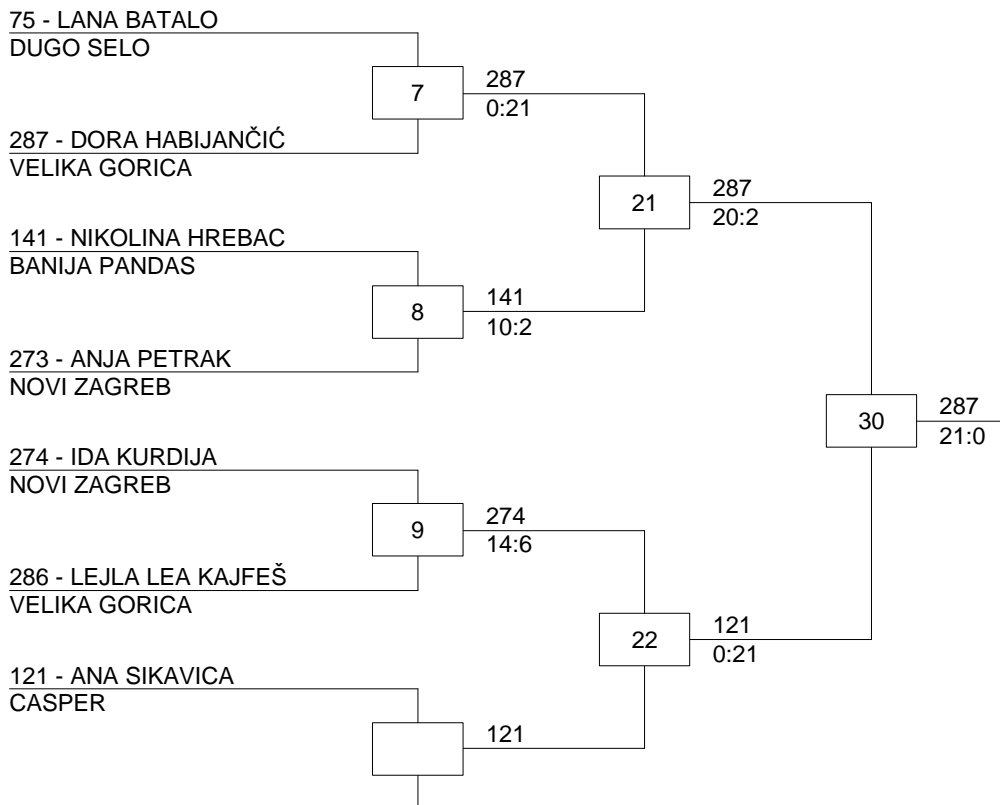 75 - LANA BATALO
DUGO SELO
7
287
0:21
287 - DORA HABIJANČIĆ
VELIKA GORICA
21
287
20:2
141 - NIKOLINA HREBAC
BANIJA PANDAS
8
141
10:2
273 - ANJA PETRAK
NOVI ZAGREB
30
287
21:0
274 - IDA KURDIJA
NOVI ZAGREB
9
274
14:6
286 - LEJLA LEA KAJFEŠ
VELIKA GORICA
22
121
0:21
121 - ANA SIKAVICA
CASPER
121